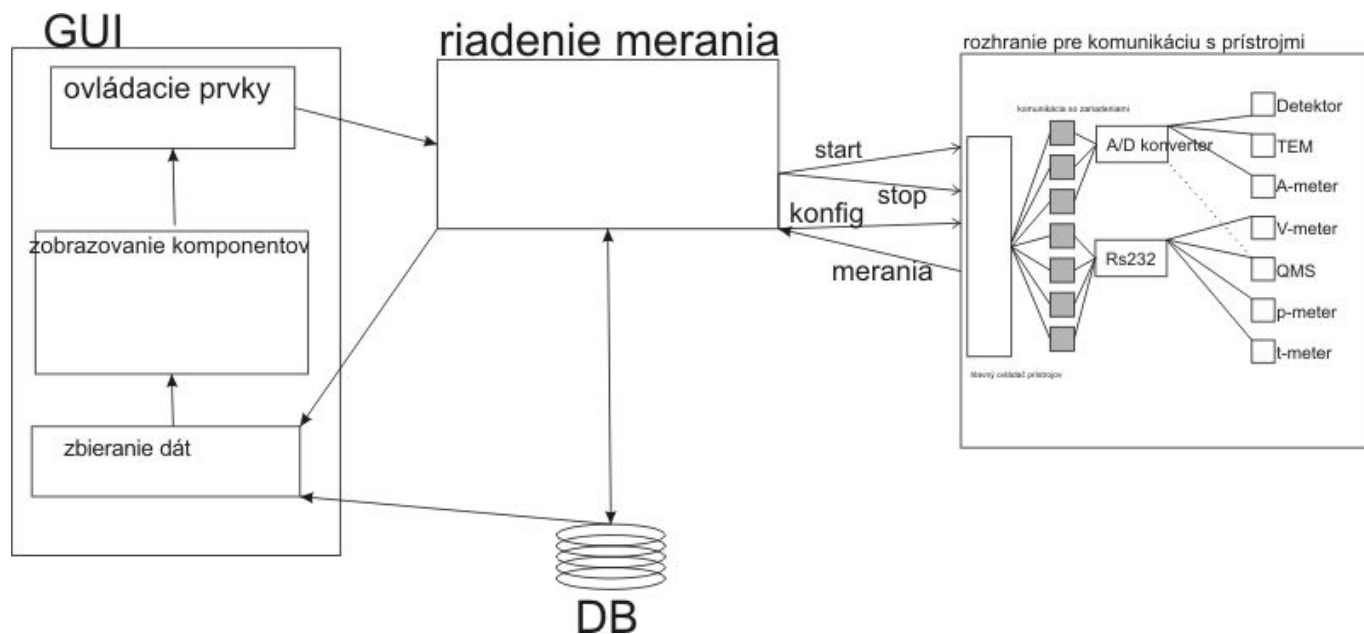 GUI
ovládacie prvky
zobrazovanie komponentov
zbieranie dát
riadenie merania
start
stop
konfig
merania
DB
rozhranie pre komunikáciu s prístrojmi
komunikácia so zariadeniami
hlavný ovládač prístrojov
A/D konverter
Rs232
Detektor
TEM
A-meter
V-meter
QMS
p-meter
t-meter